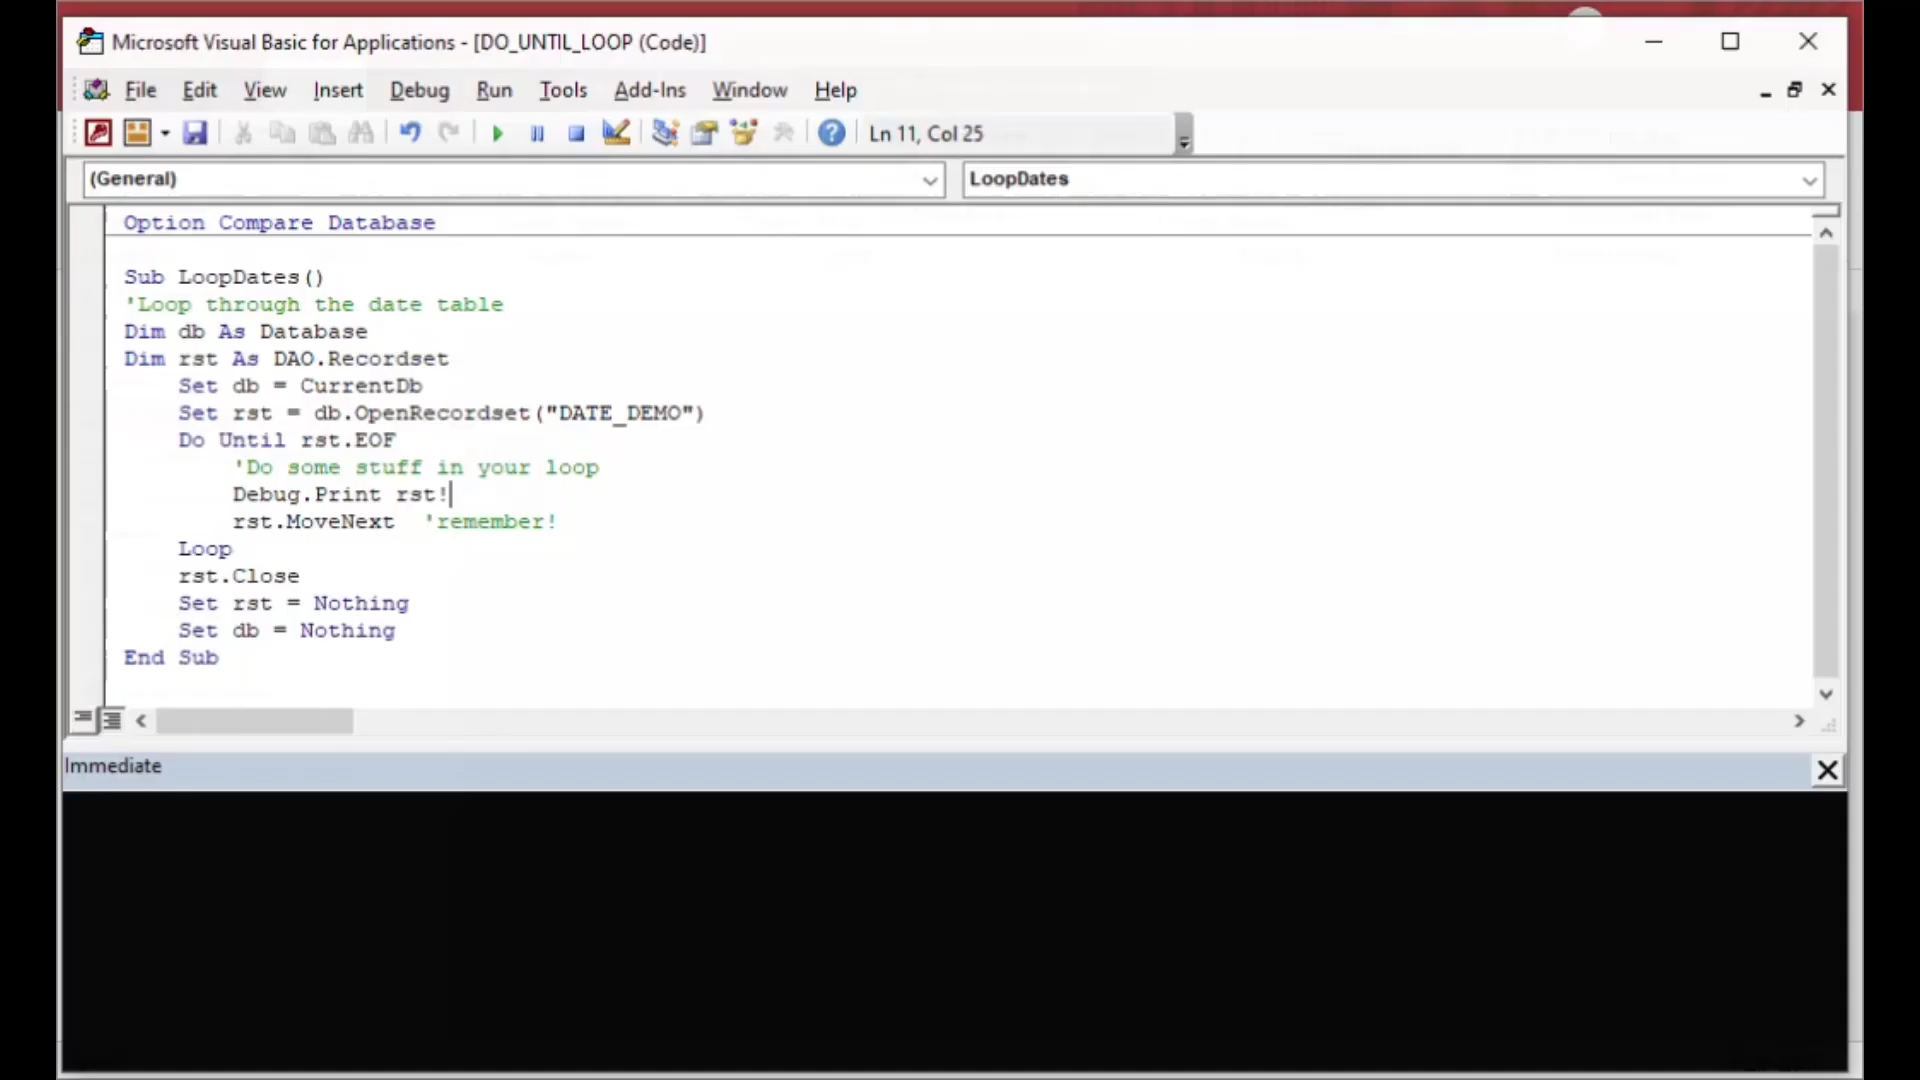 Microsoft Visual Basic for Applications - [DO_UNTIL_LOOP (Code)]
File Edit View Insert Debug Run Tools Add-Ins Window Help
Ln 11, Col 25
(General) LoopDates
Option Compare Database
Sub LoopDates()
'Loop through the date table
Dim db As Database
Dim rst As DAO.Recordset
Set db = CurrentDb
Set rst = db.OpenRecordset("DATE_DEMO")
Do Until rst.EOF
'Do some stuff in your loop
Debug.Print rst!
rst.MoveNext 'remember!
Loop
rst.Close
Set rst = Nothing
Set db = Nothing
End Sub
Immediate